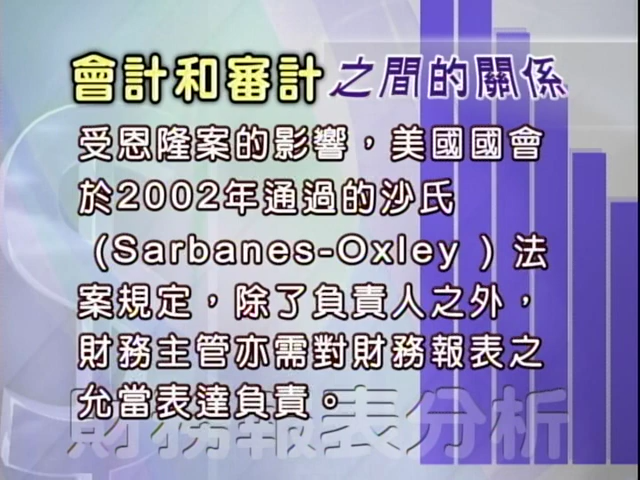 會計和審計之間的關係
受恩隆案的影響，美國國會
於2002年通過的沙氏
(Sarbanes-Oxley ) 法
案規定，除了負責人之外，
財務主管亦需對財務報表之
允當表達負責。
財務報表分析